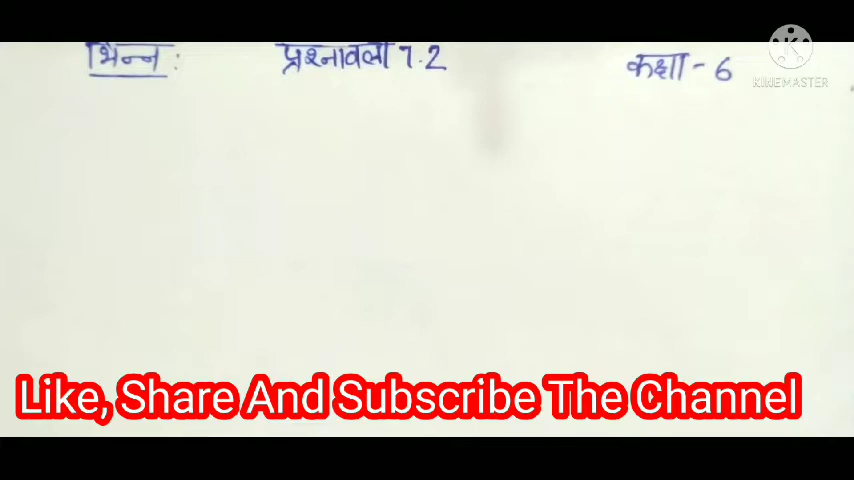 भिन्न : प्रश्नावली 7.2 कक्षा - 6
KINEMASTER
Like, Share And Subscribe The Channel